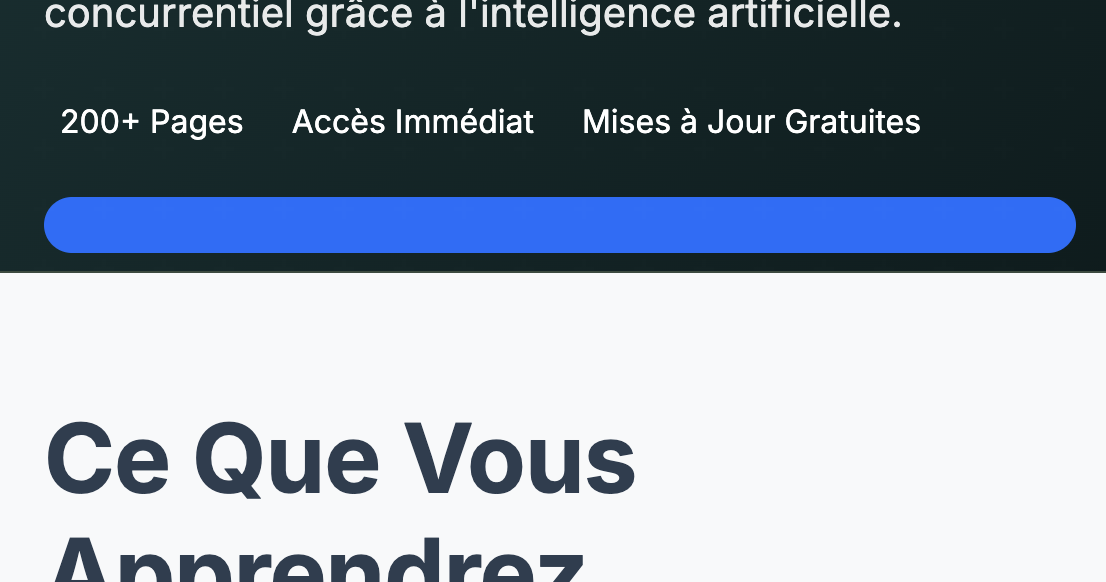 concurrentiel grâce à l'intelligence artificielle.
200+ Pages Accès Immédiat Mises à Jour Gratuites
Ce Que Vous
Apprendrez